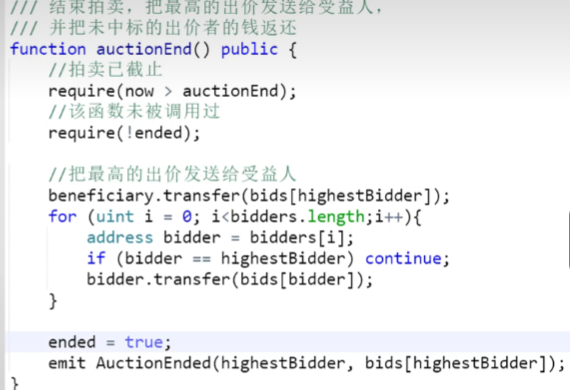 /// 结束拍卖，把最高的出价发送给受益人，
/// 并把未中标的出价者的钱返还
function auctionEnd() public {
    //拍卖已截止
    require(now > auctionEnd);
    //该函数未被调用过
    require(!ended);

    //把最高的出价发送给受益人
    beneficiary.transfer(bids[highestBidder]);
    for (uint i = 0; i<bidders.length;i++){
        address bidder = bidders[i];
        if (bidder == highestBidder) continue;
        bidder.transfer(bids[bidder]);
    }

    ended = true;
    emit AuctionEnded(highestBidder, bids[highestBidder]);
}